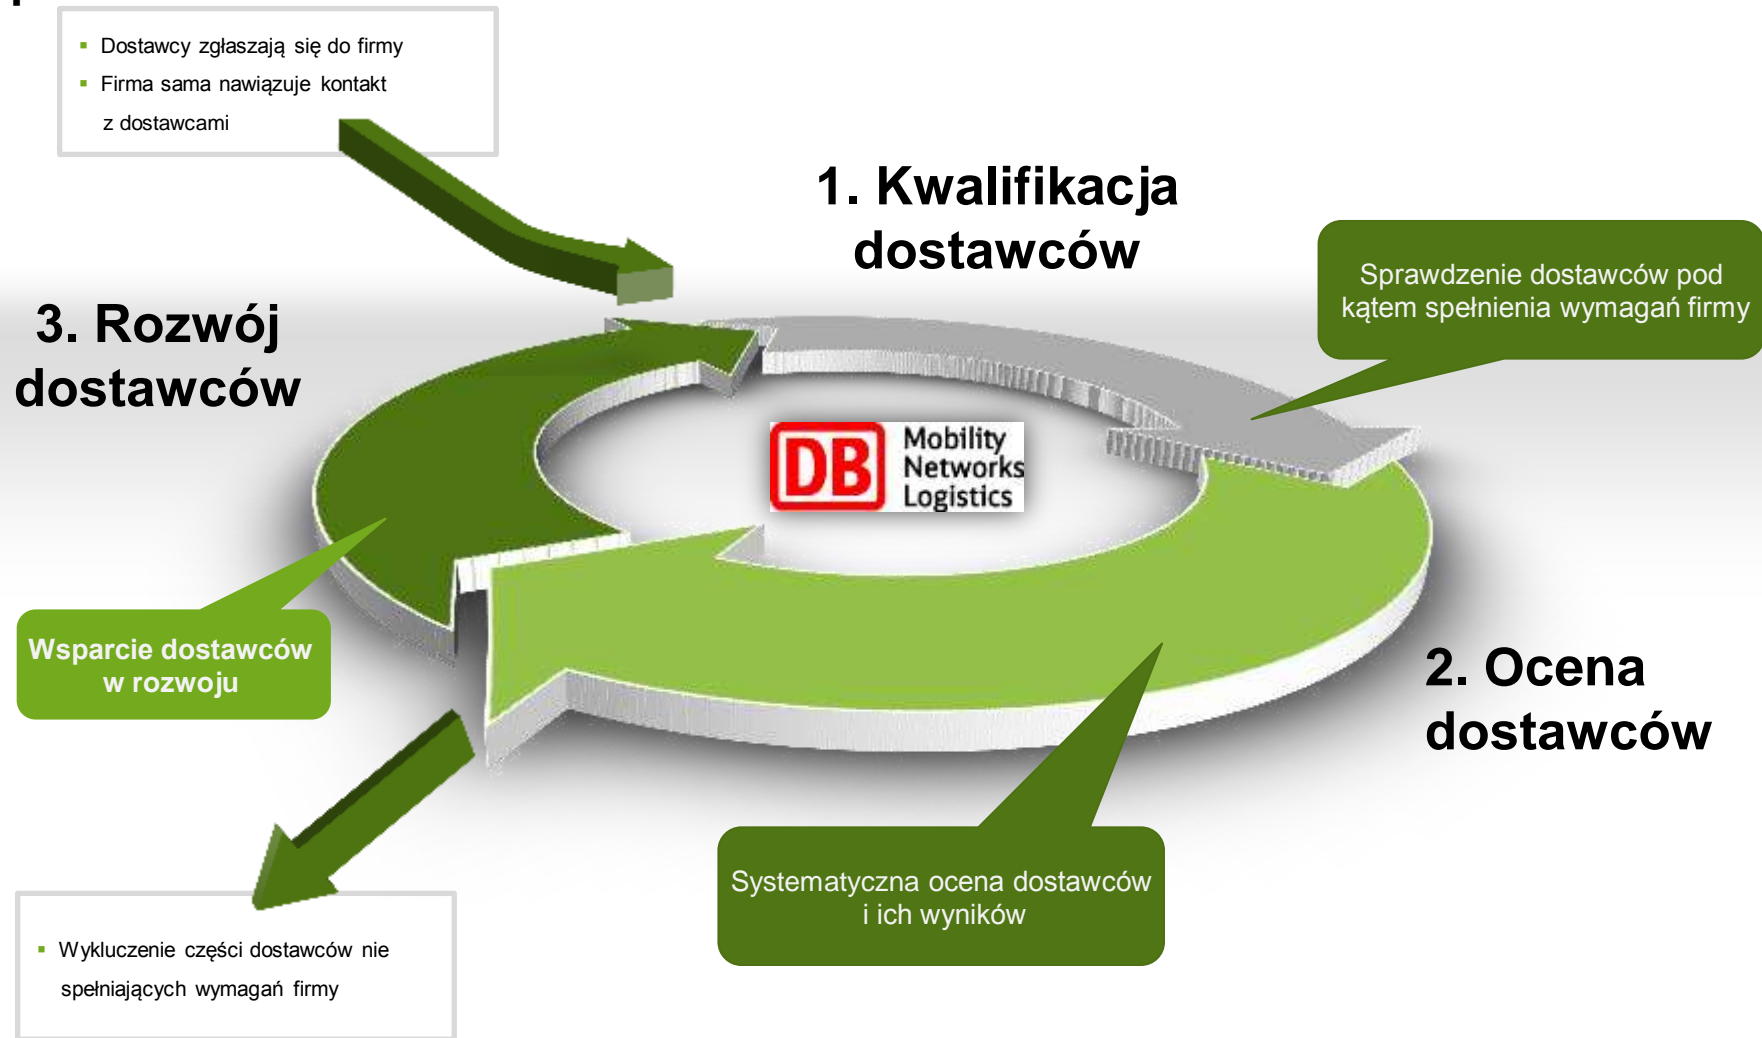 ▪ Dostawcy zgłaszają się do firmy
▪ Firma sama nawiązuje kontakt
z dostawcami
1. Kwalifikacja
dostawców
Sprawdzenie dostawców pod
kątem spełnienia wymagań firmy
3. Rozwój
dostawców
DB
Mobility
Networks
Logistics
Wsparcie dostawców
w rozwoju
2. Ocena
dostawców
Systematyczna ocena dostawców
i ich wyników
▪ Wykluczenie części dostawców nie
spełniających wymagań firmy